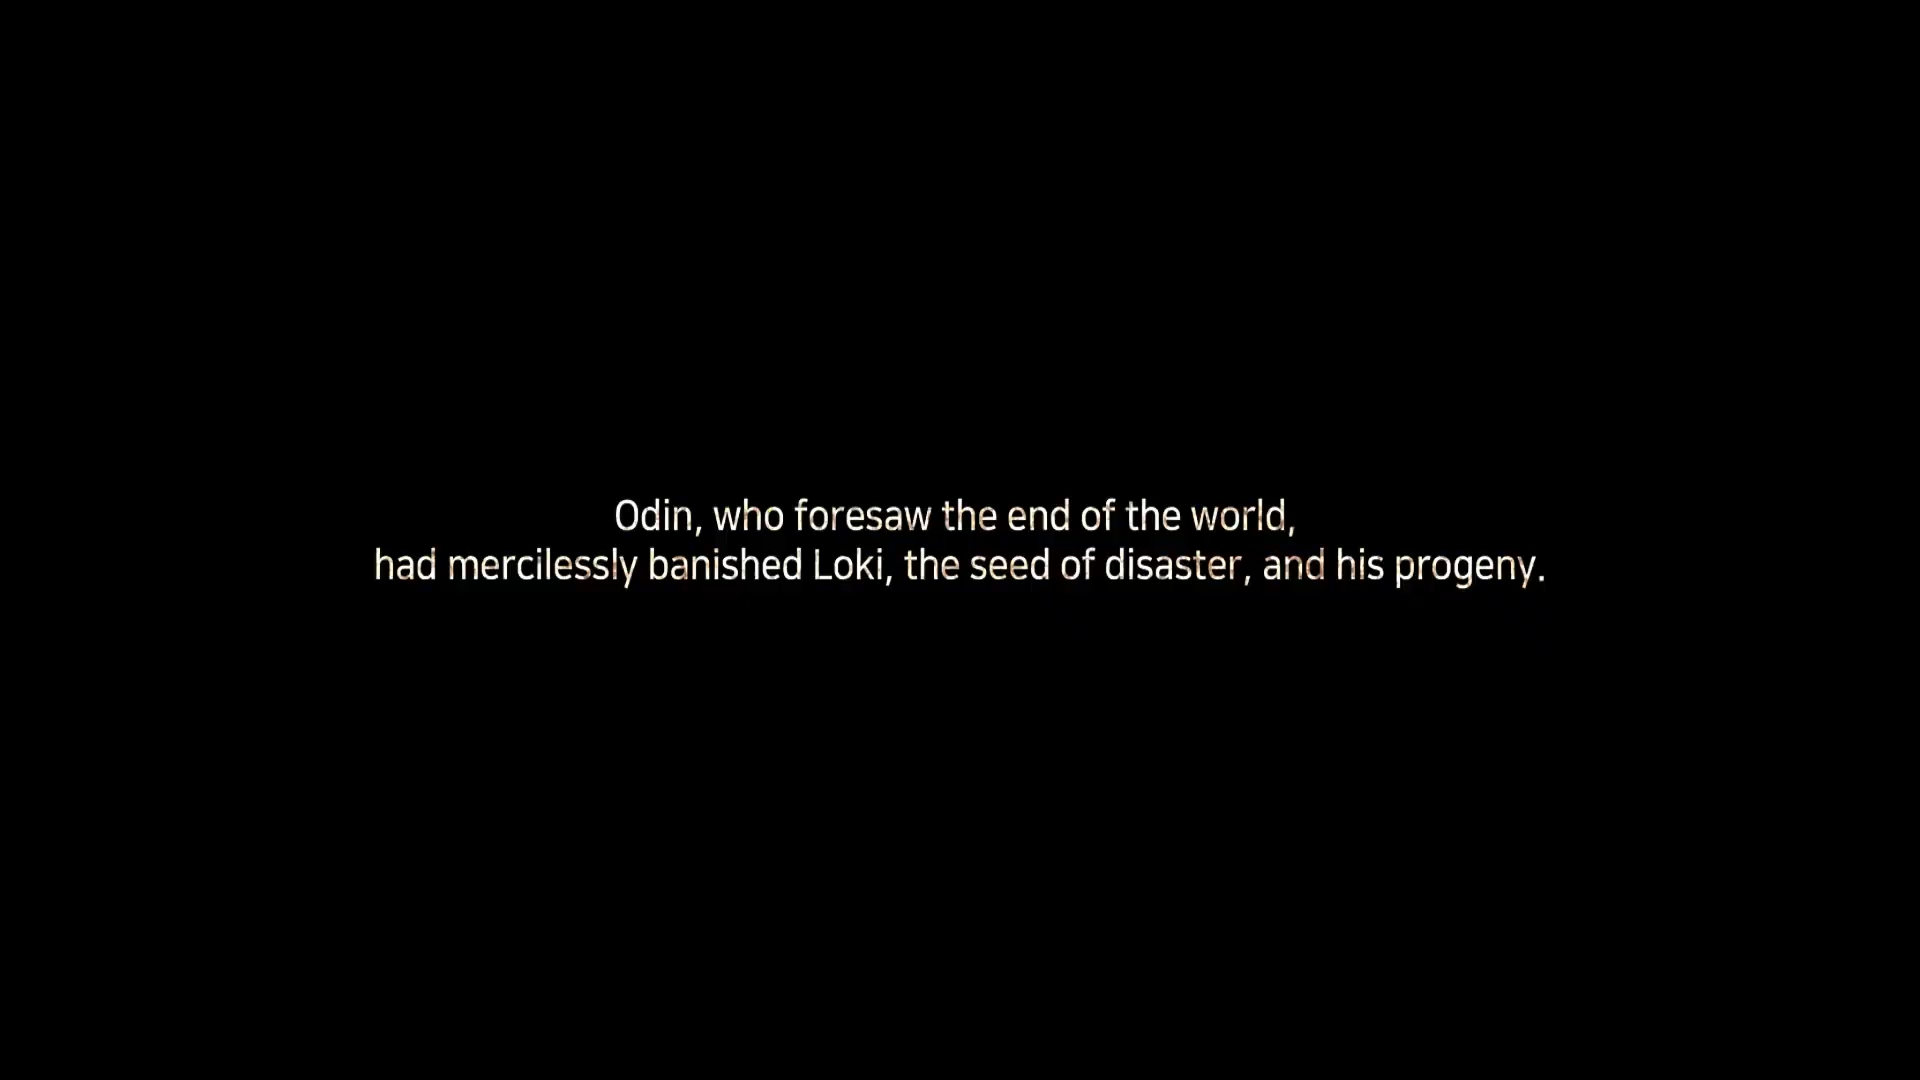 Odin, who foresaw the end of the world,
had mercilessly banished Loki, the seed of disaster, and his progeny.